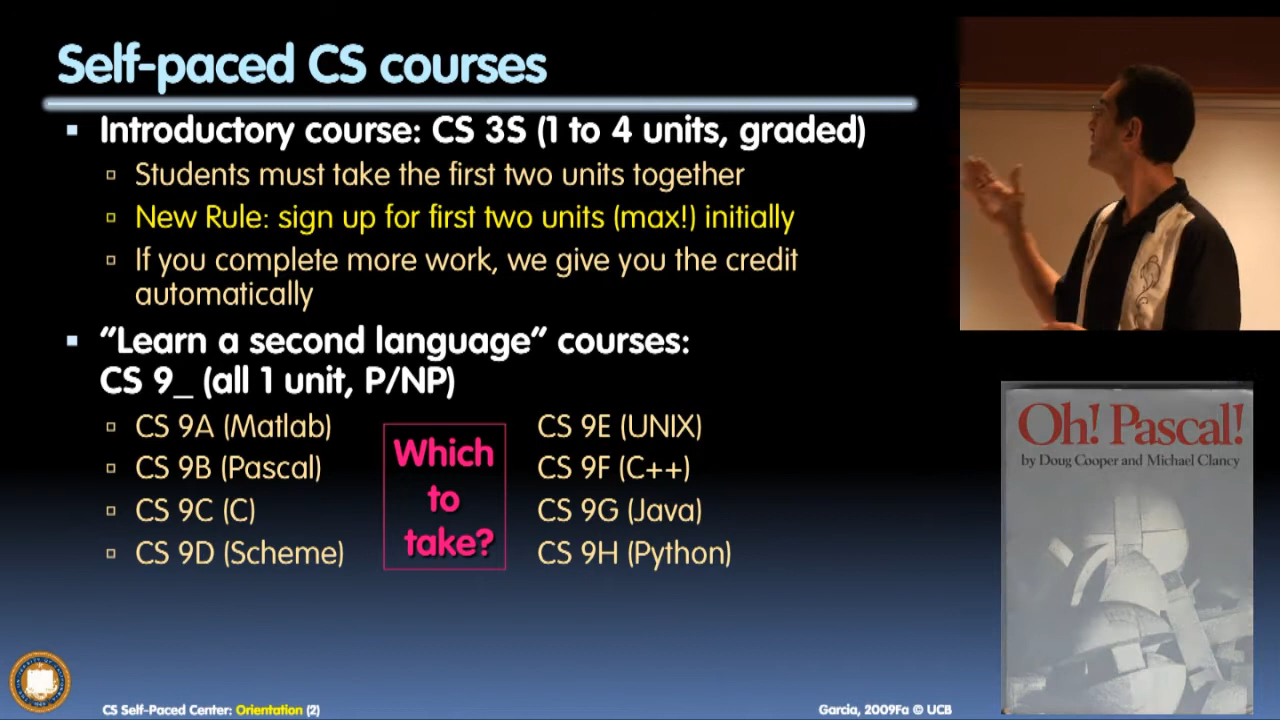 Self-paced CS courses
Introductory course: CS 3S (1 to 4 units, graded)
Students must take the first two units together
New Rule: sign up for first two units (max!) initially
If you complete more work, we give you the credit
automatically
“Learn a second language” courses:
CS 9_ (all 1 unit, P/NP)
CS 9A (Matlab)
CS 9B (Pascal)
CS 9C (C)
CS 9D (Scheme)
Which
to
take?
CS 9E (UNIX)
CS 9F (C++)
CS 9G (Java)
CS 9H (Python)
Oh! Pascal!
by Doug Cooper and Michael Clancy
CS Self-Paced Center: Orientation (2)
Garcia, 2009Fa © UCB